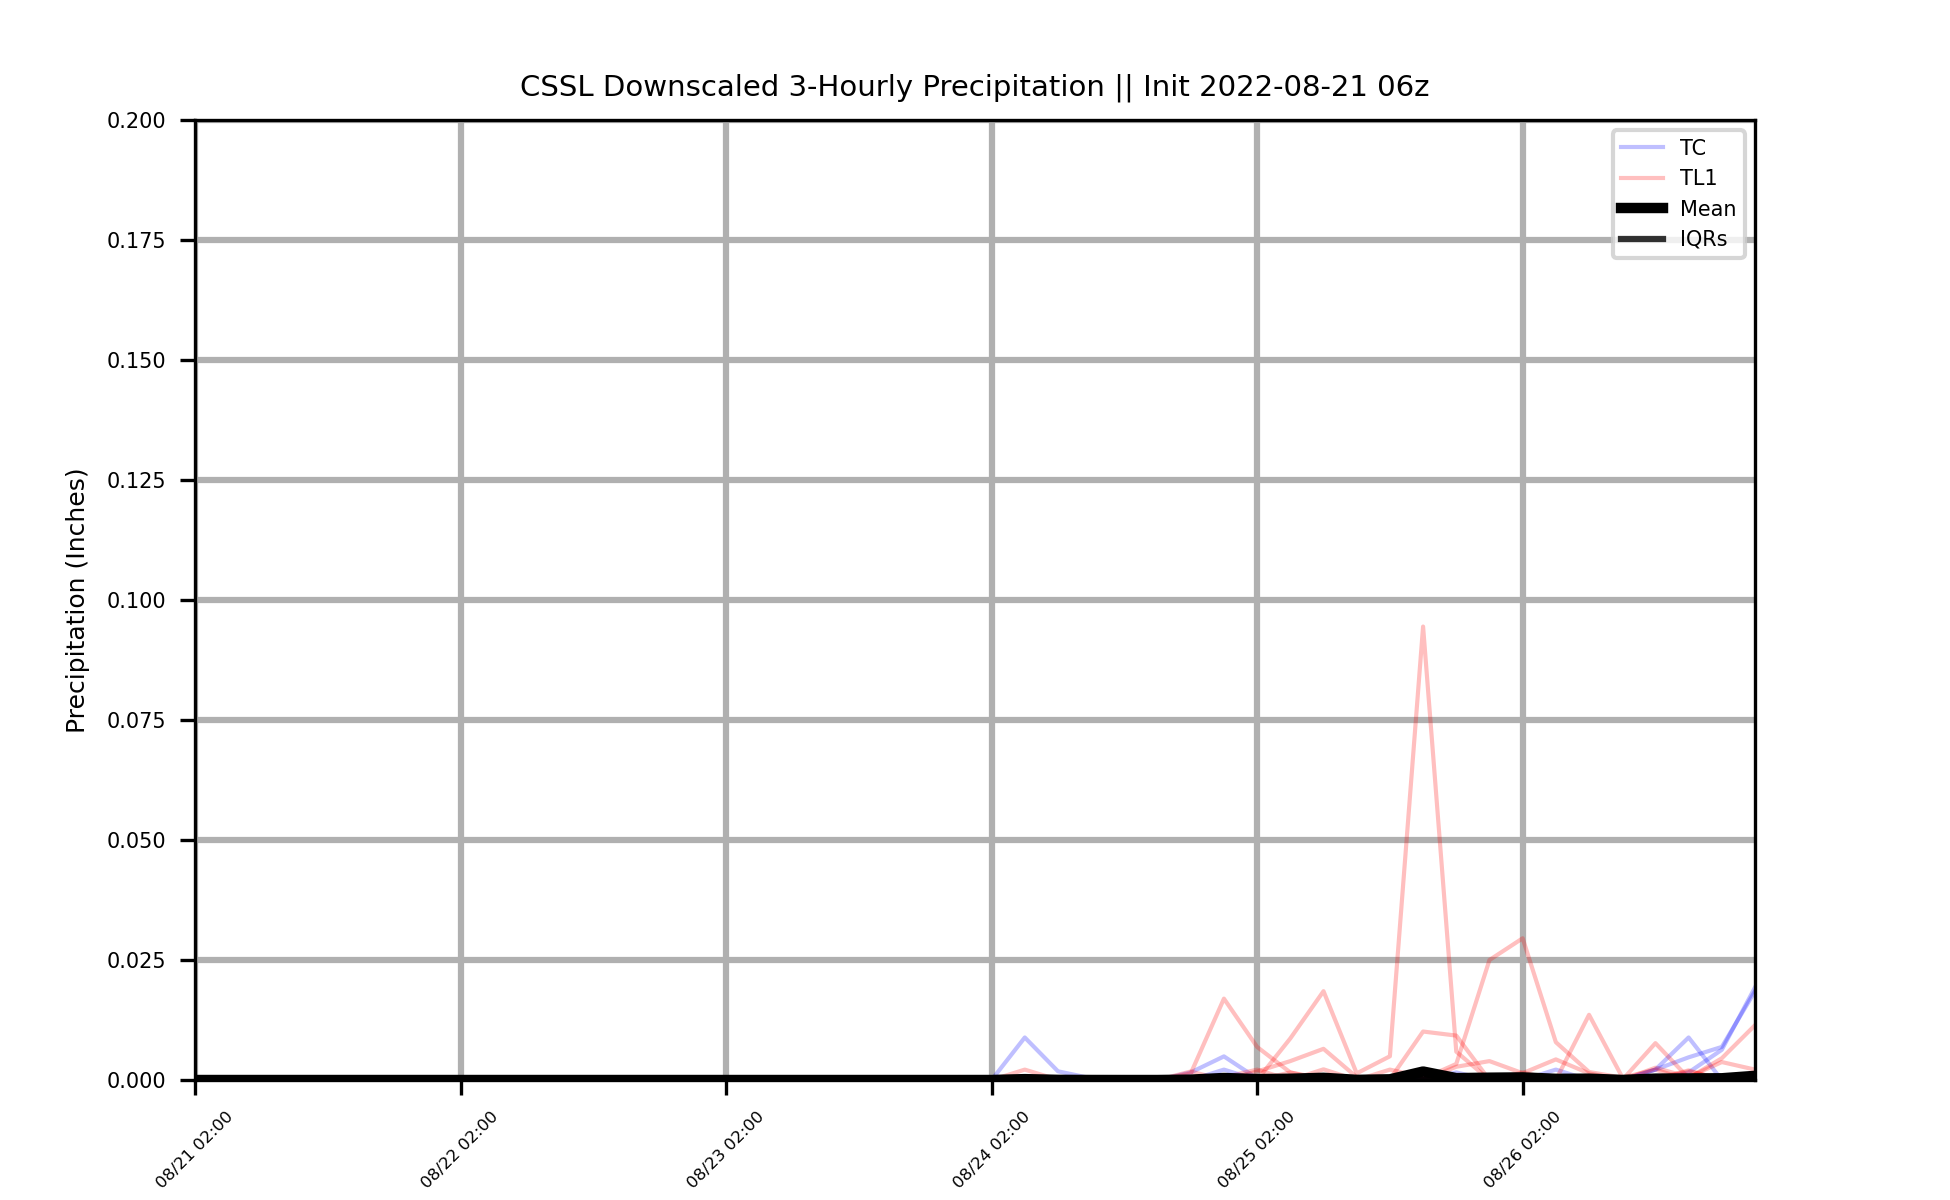 CSSL Downscaled 3-Hourly Precipitation || Init 2022-08-21 06z
0.200
0.175
0.150
0.125
0.100
0.075
0.050
0.025
0.000
Precipitation (Inches)
TC
TL1
Mean
IQRs
08/21 02:00
08/22 02:00
08/23 02:00
08/24 02:00
08/25 02:00
08/26 02:00